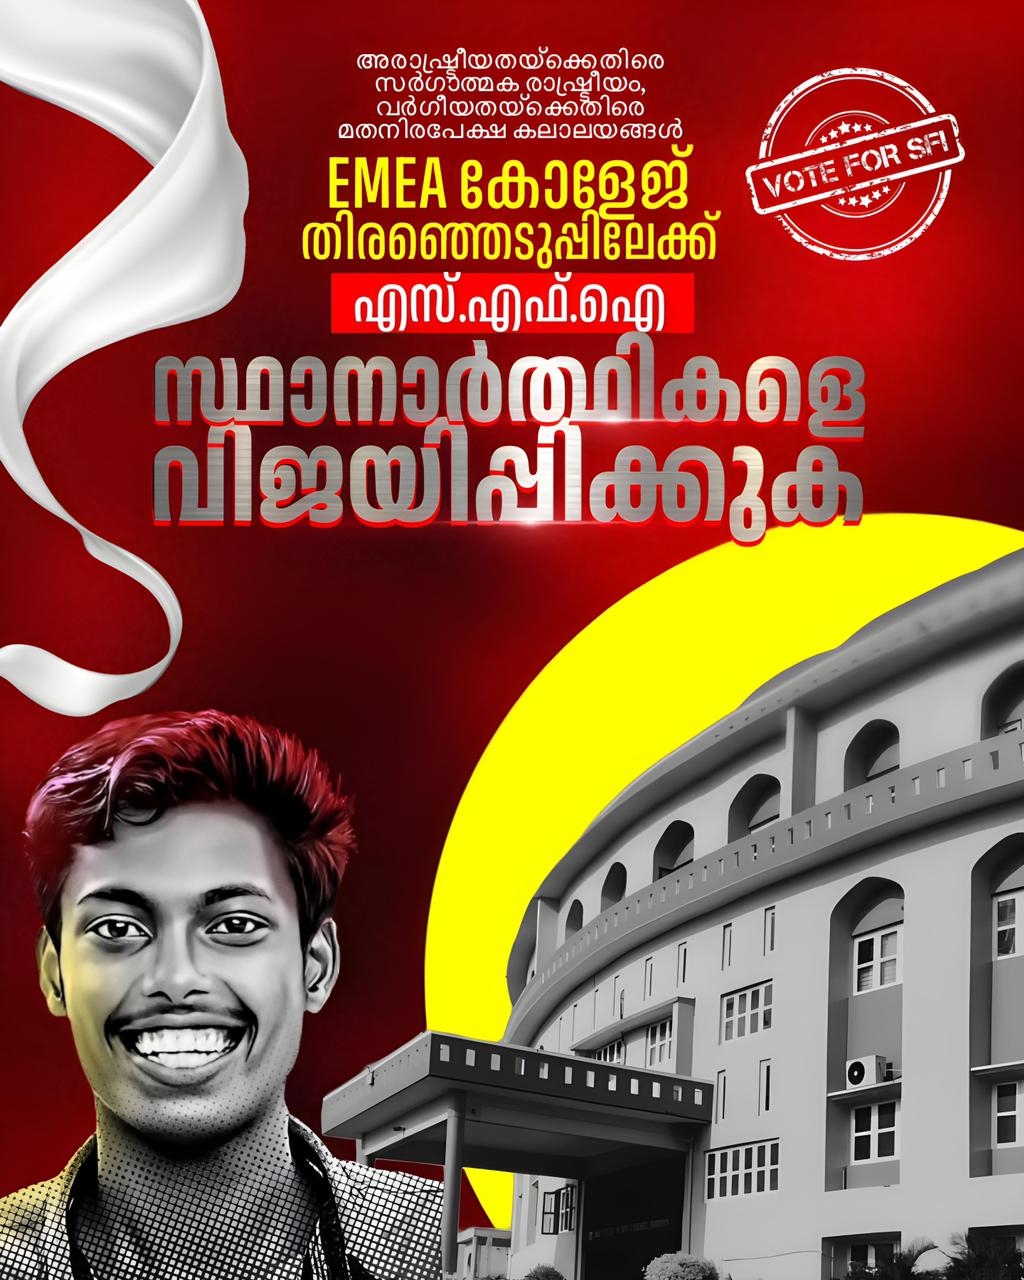 അരാഷ്ട്രീയതയ്ക്കെതിരെ
സർഗാത്മക രാഷ്ട്രീയം,
വർഗീയതയ്ക്കെതിരെ
മതനിരപേക്ഷ കലാലയങ്ങൾ
EMEA കോളേജ്
തിരഞ്ഞെടുപ്പിലേക്ക്
എസ്.എഫ്.ഐ
സ്ഥാനാർത്ഥികളെ
വിജയിപ്പിക്കുക
VOTE FOR SFI